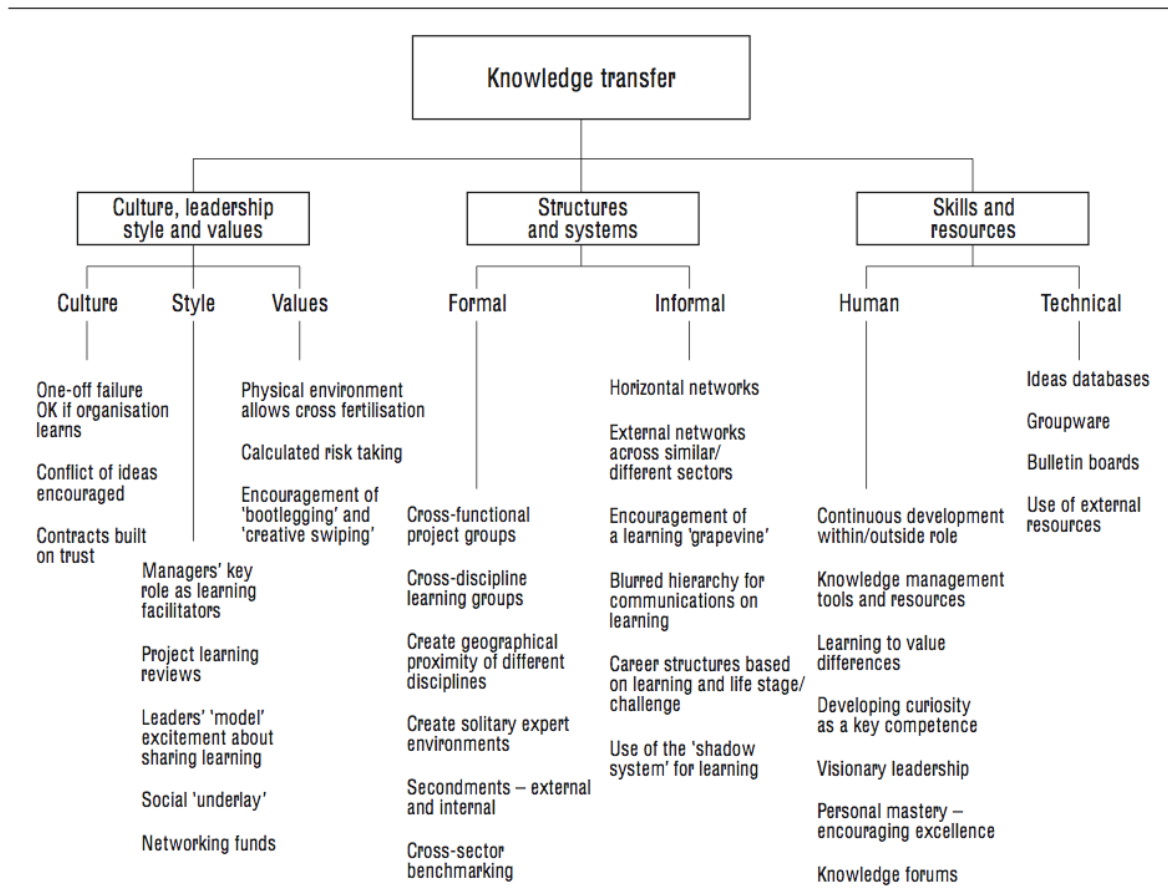 Knowledge transfer
Culture, leadership
style and values
Structures
and systems
Skills and
resources
Culture
Style
Values
Formal
Informal
Human
Technical
One-off failure
OK if organisation
learns
Conflict of ideas
encouraged
Contracts built
on trust
Managers' key
role as learning
facilitators
Project learning
reviews
Leaders' 'model'
excitement about
sharing learning
Social 'underlay'
Networking funds
Physical environment
allows cross fertilisation
Calculated risk taking
Encouragement of
'bootlegging' and
'creative swiping'
Cross-functional
project groups
Cross-discipline
learning groups
Create geographical
proximity of different
disciplines
Create solitary expert
environments
Secondments – external
and internal
Cross-sector
benchmarking
Horizontal networks
External networks
across similar/
different sectors
Encouragement of
a learning 'grapevine'
Blurred hierarchy for
communications on
learning
Career structures based
on learning and life stage/
challenge
Use of the 'shadow
system' for learning
Continuous development
within/outside role
Knowledge management
tools and resources
Learning to value
differences
Developing curiosity
as a key competence
Visionary leadership
Personal mastery –
encouraging excellence
Knowledge forums
Ideas databases
Groupware
Bulletin boards
Use of external
resources